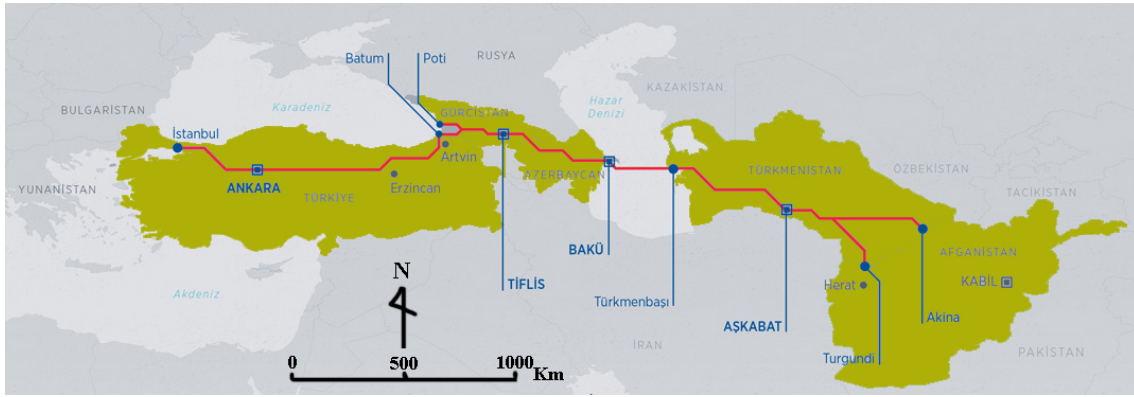 RUSYA
Batum
Poti
KAZAKİSTAN
BULGARİSTAN
Karadeniz
GÜRCİSTAN
Hazar
Denizi
İstanbul
Artvin
AZERBAYCAN
TÜRKMENİSTAN
ÖZBEKİSTAN
YUNANİSTAN
ANKARA
Erzincan
TÜRKİYE
TACİKİSTAN
BAKÜ
AFGANİSTAN
Akdeniz
N
TİFLİS
Türkmenbaşı
Herat
KABİL
AŞKABAT
Akina
İRAN
Turgundi
PAKİSTAN
0 500 1000 Km